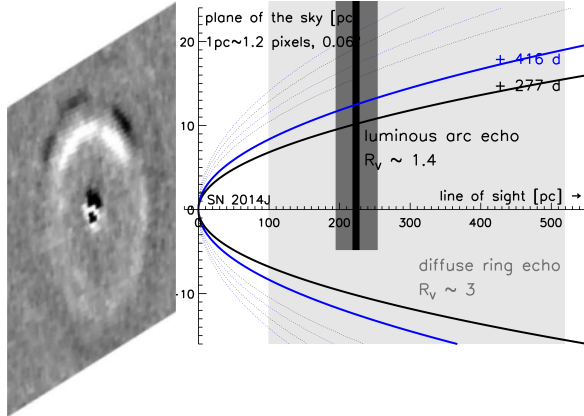 plane of the sky [pc]
1pc~1.2 pixels, 0.06"
20
+ 416 d
+ 277 d
luminous arc echo
Rv ~ 1.4
10
line of sight [pc] →
SN 2014J
0
0 100 200 300 400 500
diffuse ring echo
Rv ~ 3
-10